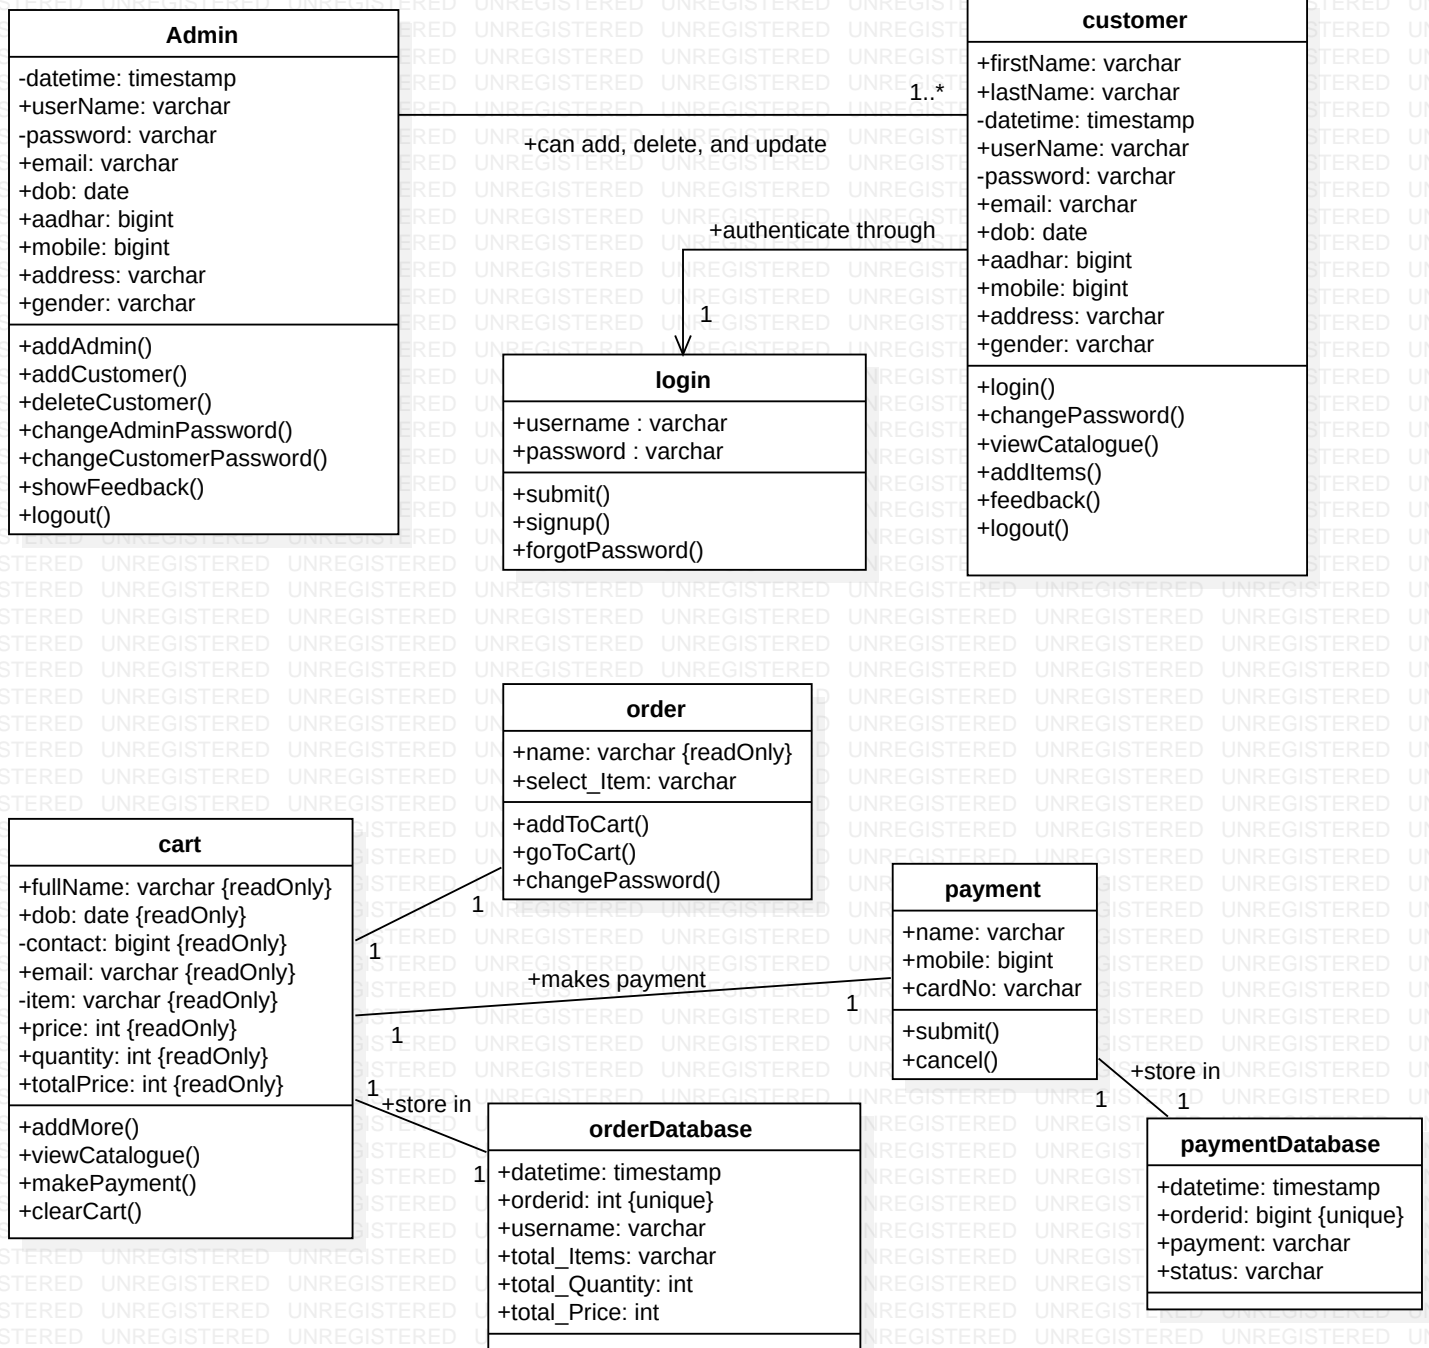 Admin
-datetime: timestamp
+userName: varchar
-password: varchar
+email: varchar
+dob: date
+aadhar: bigint
+mobile: bigint
+address: varchar
+gender: varchar
+addAdmin()
+addCustomer()
+deleteCustomer()
+changeAdminPassword()
+changeCustomerPassword()
+showFeedback()
+logout()
1..*
+can add, delete, and update
customer
+firstName: varchar
+lastName: varchar
-datetime: timestamp
+userName: varchar
-password: varchar
+email: varchar
+dob: date
+aadhar: bigint
+mobile: bigint
+address: varchar
+gender: varchar
+login()
+changePassword()
+viewCatalogue()
+addItems()
+feedback()
+logout()
+authenticate through
1
login
+username : varchar
+password : varchar
+submit()
+signup()
+forgotPassword()
order
+name: varchar {readOnly}
+select_Item: varchar
+addToCart()
+goToCart()
+changePassword()
1
1
cart
+fullName: varchar {readOnly}
+dob: date {readOnly}
-contact: bigint {readOnly}
+email: varchar {readOnly}
-item: varchar {readOnly}
+price: int {readOnly}
+quantity: int {readOnly}
+totalPrice: int {readOnly}
+addMore()
+viewCatalogue()
+makePayment()
+clearCart()
+makes payment
1
1
payment
+name: varchar
+mobile: bigint
+cardNo: varchar
+submit()
+cancel()
1
+store in
1
orderDatabase
+datetime: timestamp
+orderid: int {unique}
+username: varchar
+total_Items: varchar
+total_Quantity: int
+total_Price: int
+store in
1
1
paymentDatabase
+datetime: timestamp
+orderid: bigint {unique}
+payment: varchar
+status: varchar
UNREGISTERED